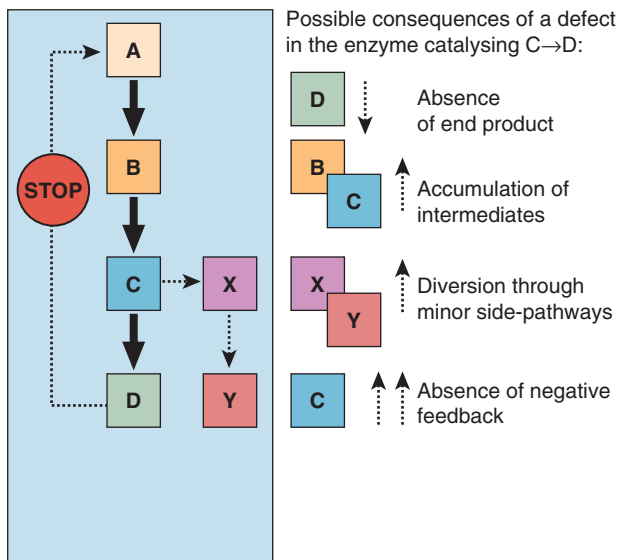 Possible consequences of a defect
in the enzyme catalysing C→D:
A
STOP
B
C
X
D
Y
D
Absence
of end product
B
C
Accumulation of
intermediates
X
Y
Diversion through
minor side-pathways
C
Absence of negative
feedback